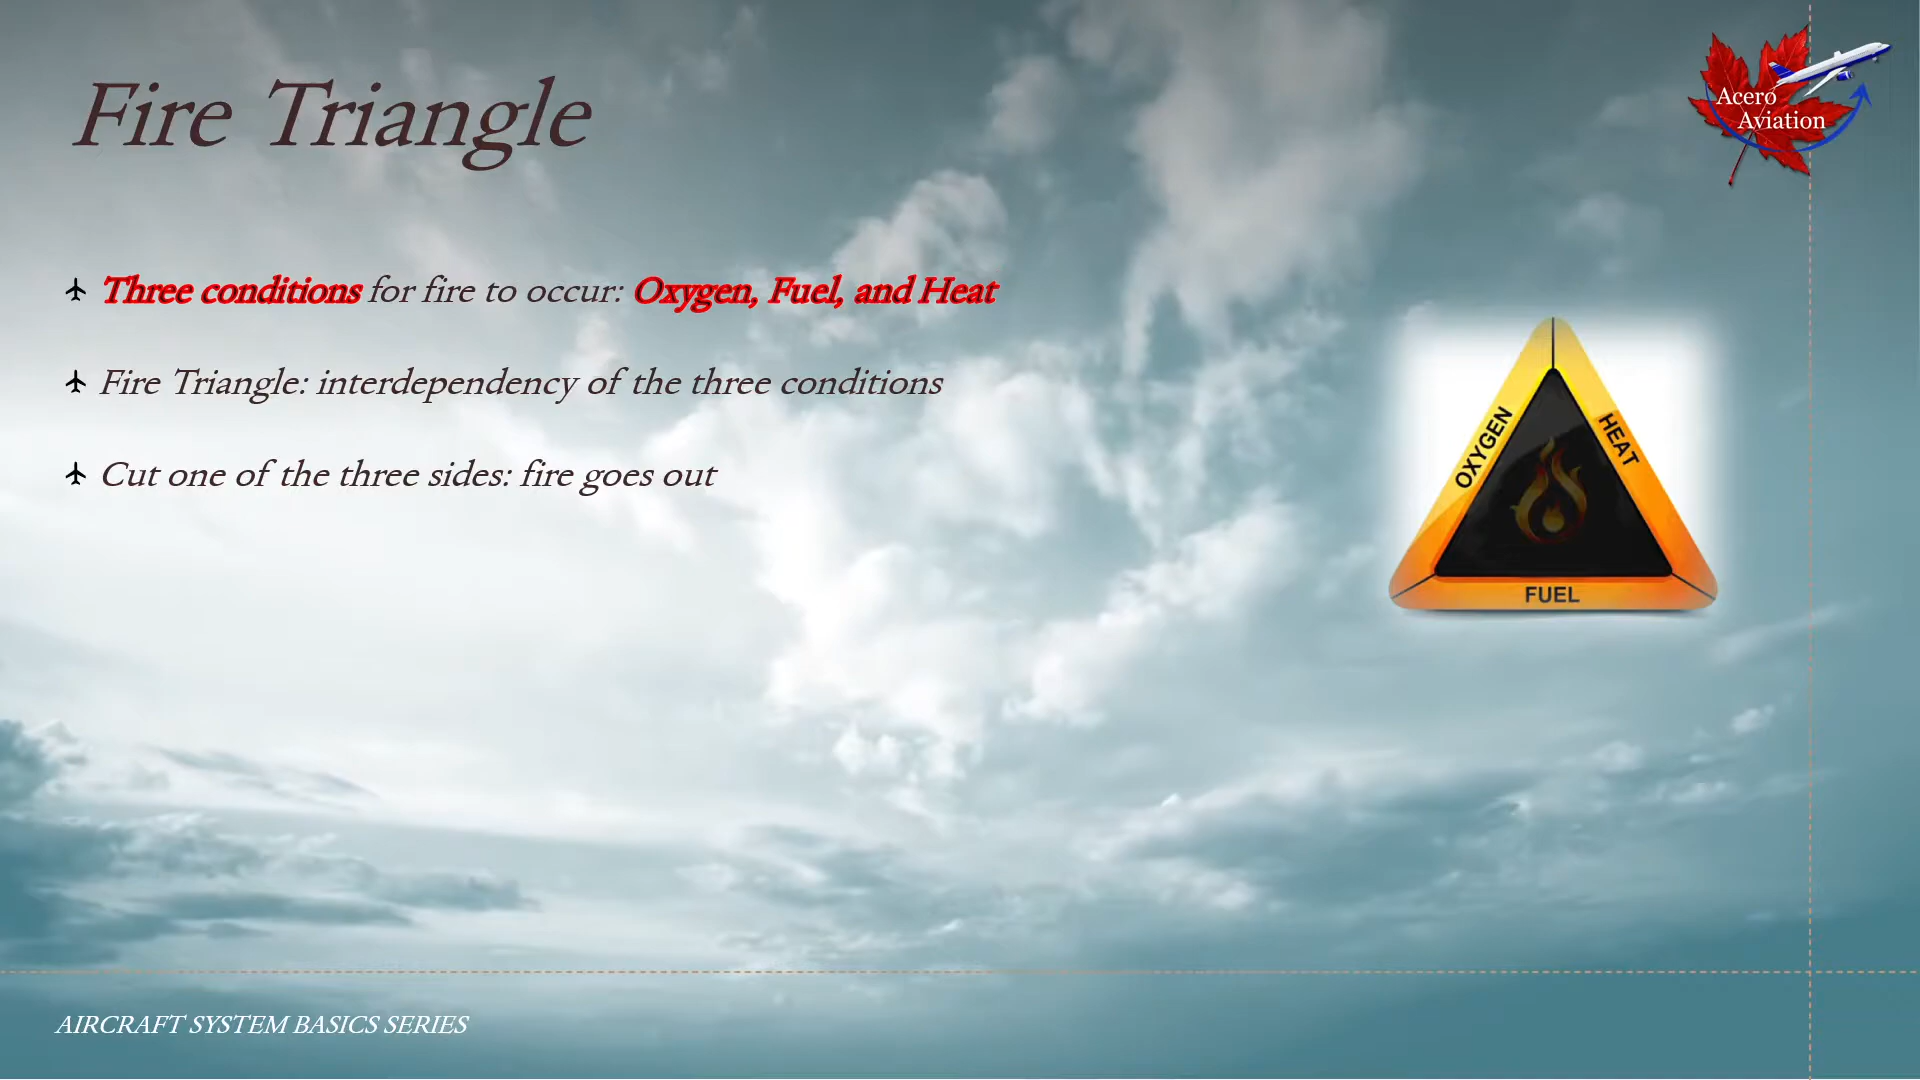 Fire Triangle
Acero
Aviation
Three conditions for fire to occur: Oxygen, Fuel, and Heat
Fire Triangle: interdependency of the three conditions
Cut one of the three sides: fire goes out
OXYGEN
HEAT
FUEL
AIRCRAFT SYSTEM BASICS SERIES